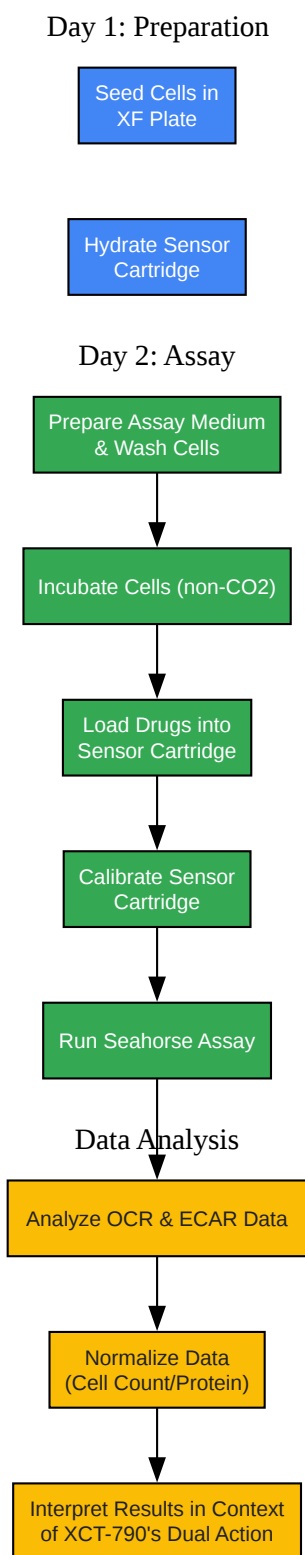 Day 1: Preparation
Seed Cells in
XF Plate
Hydrate Sensor
Cartridge
Day 2: Assay
Prepare Assay Medium
& Wash Cells
Incubate Cells (non-CO2)
Load Drugs into
Sensor Cartridge
Calibrate Sensor
Cartridge
Run Seahorse Assay
Data Analysis
Analyze OCR & ECAR Data
Normalize Data
(Cell Count/Protein)
Interpret Results in Context
of XCT-790's Dual Action